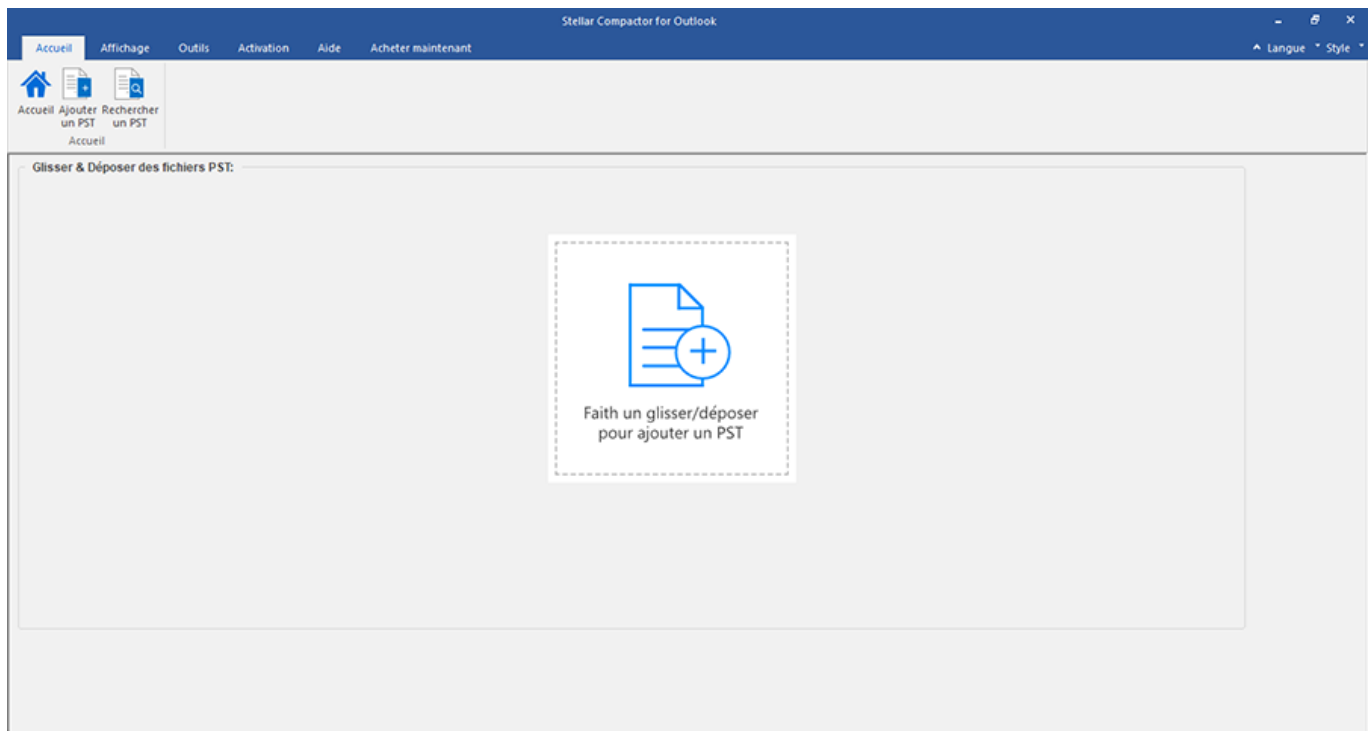 Stellar Compactor for Outlook
Accueil Affichage Outils Activation Aide Acheter maintenant Langue Style
Accueil Ajouter un PST Rechercher un PST
Accueil
Glisser & Déposer des fichiers PST:
Faith un glisser/déposer
pour ajouter un PST